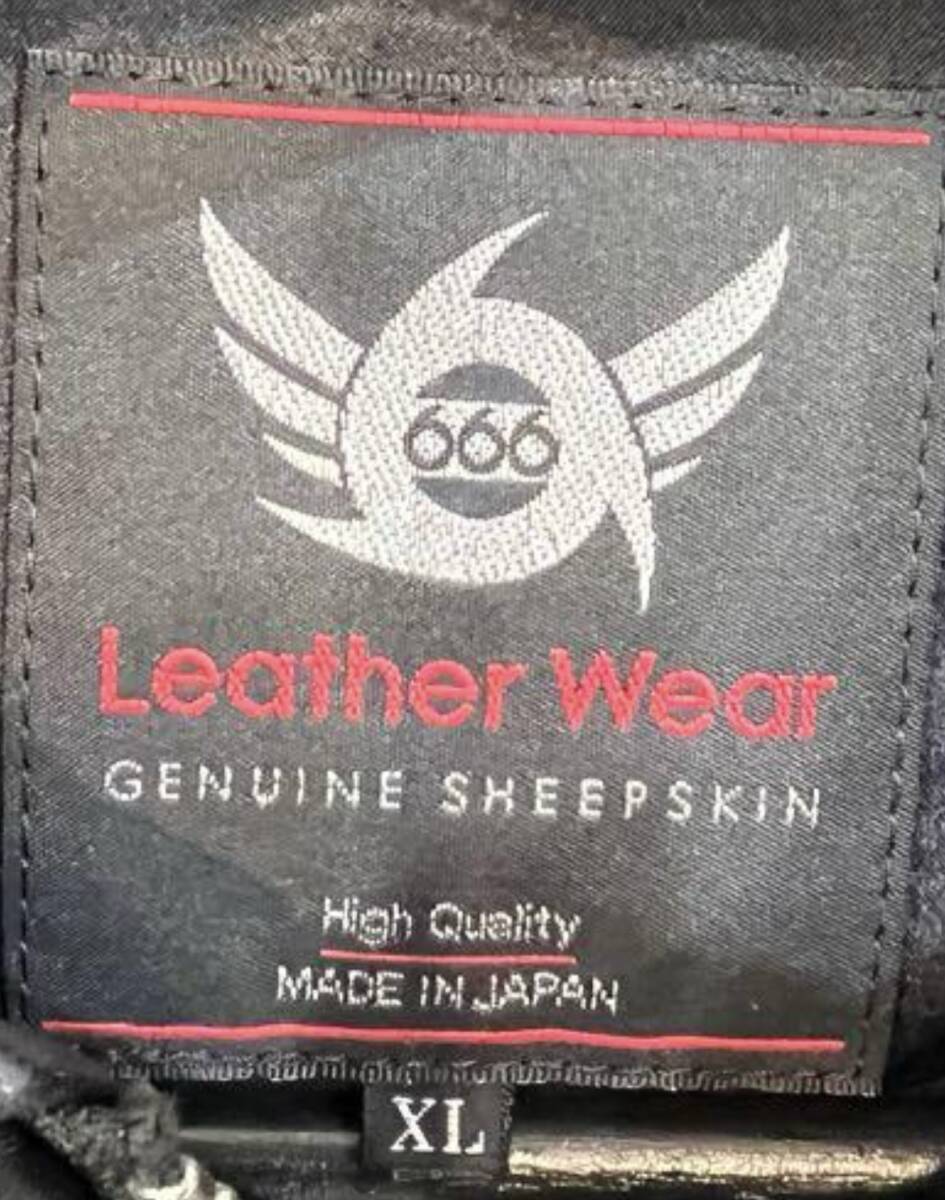 666
Leather Wear
GENUINE SHEEPSKIN
High Quality
MADE IN JAPAN
XL